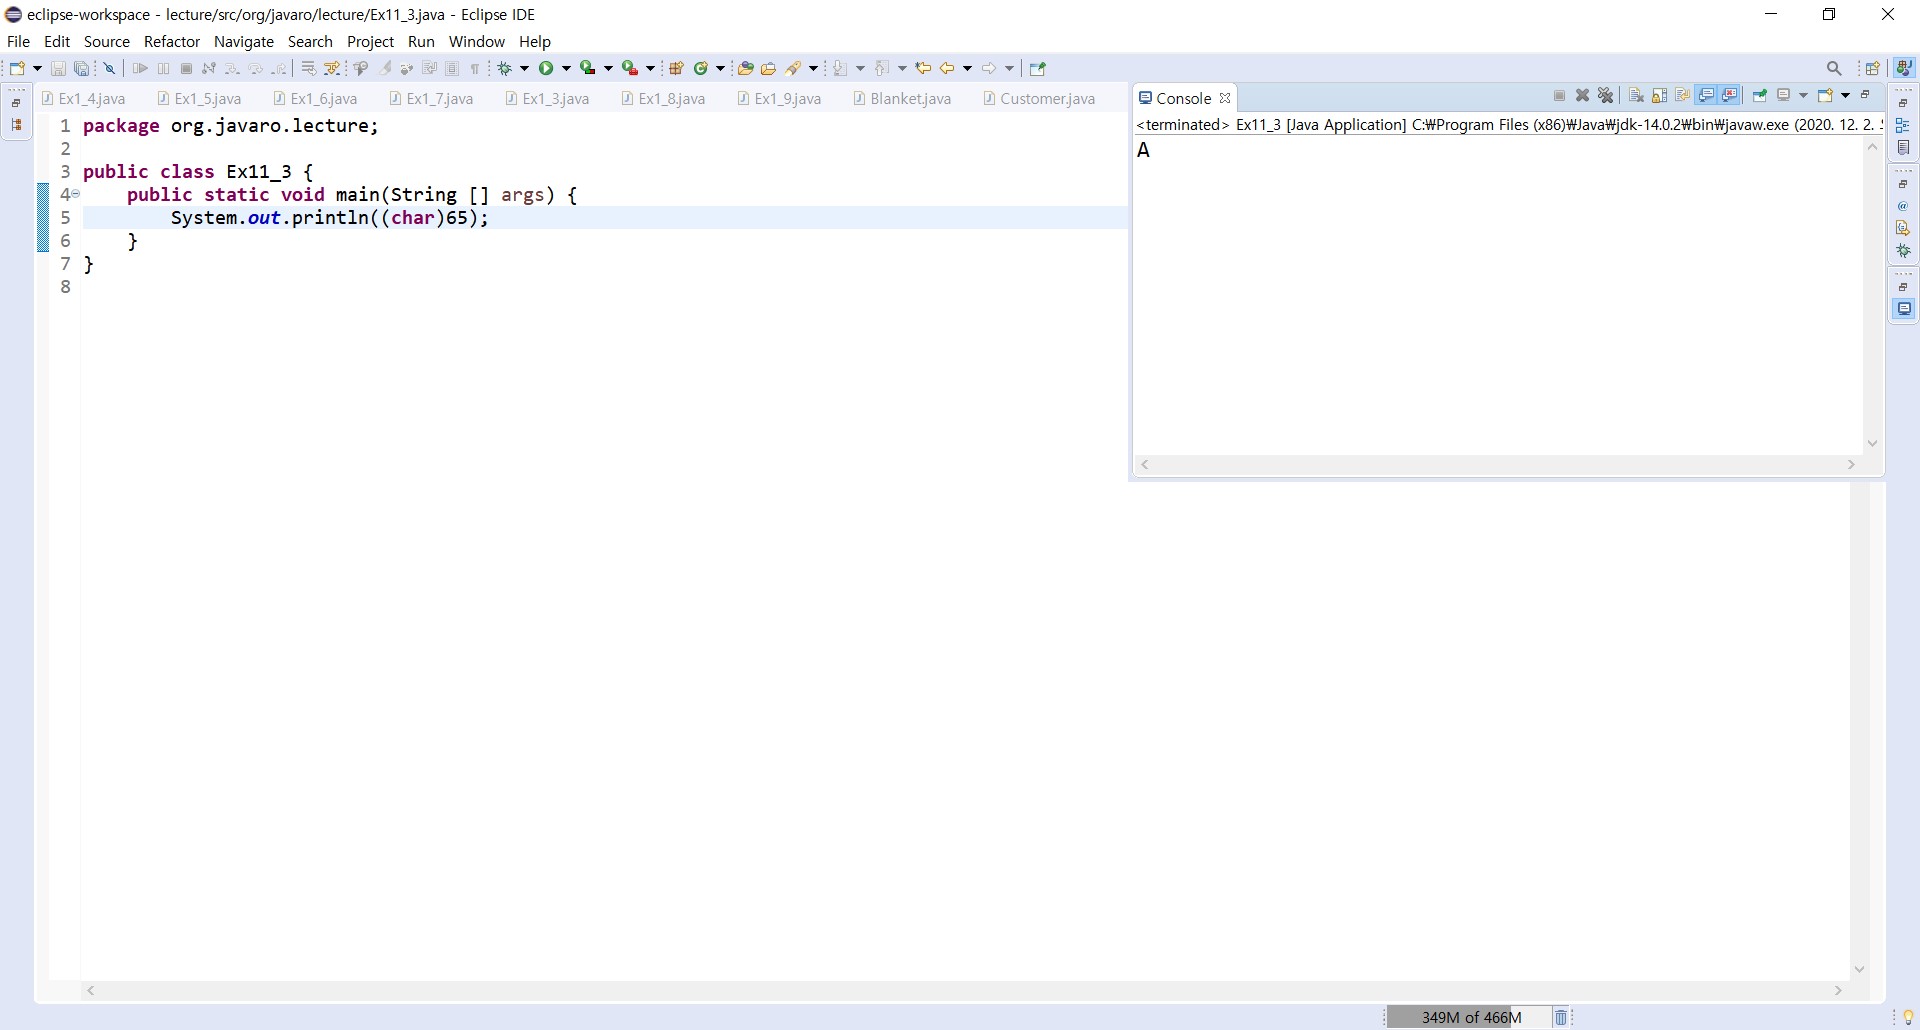 eclipse-workspace - lecture/src/org/javaro/lecture/Ex11_3.java - Eclipse IDE
File Edit Source Refactor Navigate Search Project Run Window Help
Ex1_4.java Ex1_5.java Ex1_6.java Ex1_7.java Ex1_3.java Ex1_8.java Ex1_9.java Blanket.java Customer.java
1 package org.javaro.lecture;
2
3 public class Ex11_3 {
4 public static void main(String [] args) {
5 System.out.println((char)65);
6 }
7 }
8
Console
<terminated> Ex11_3 [Java Application] C:₩Program Files (x86)₩Java₩jdk-14.0.2₩bin₩javaw.exe (2020. 12. 2.
A
349M of 466M